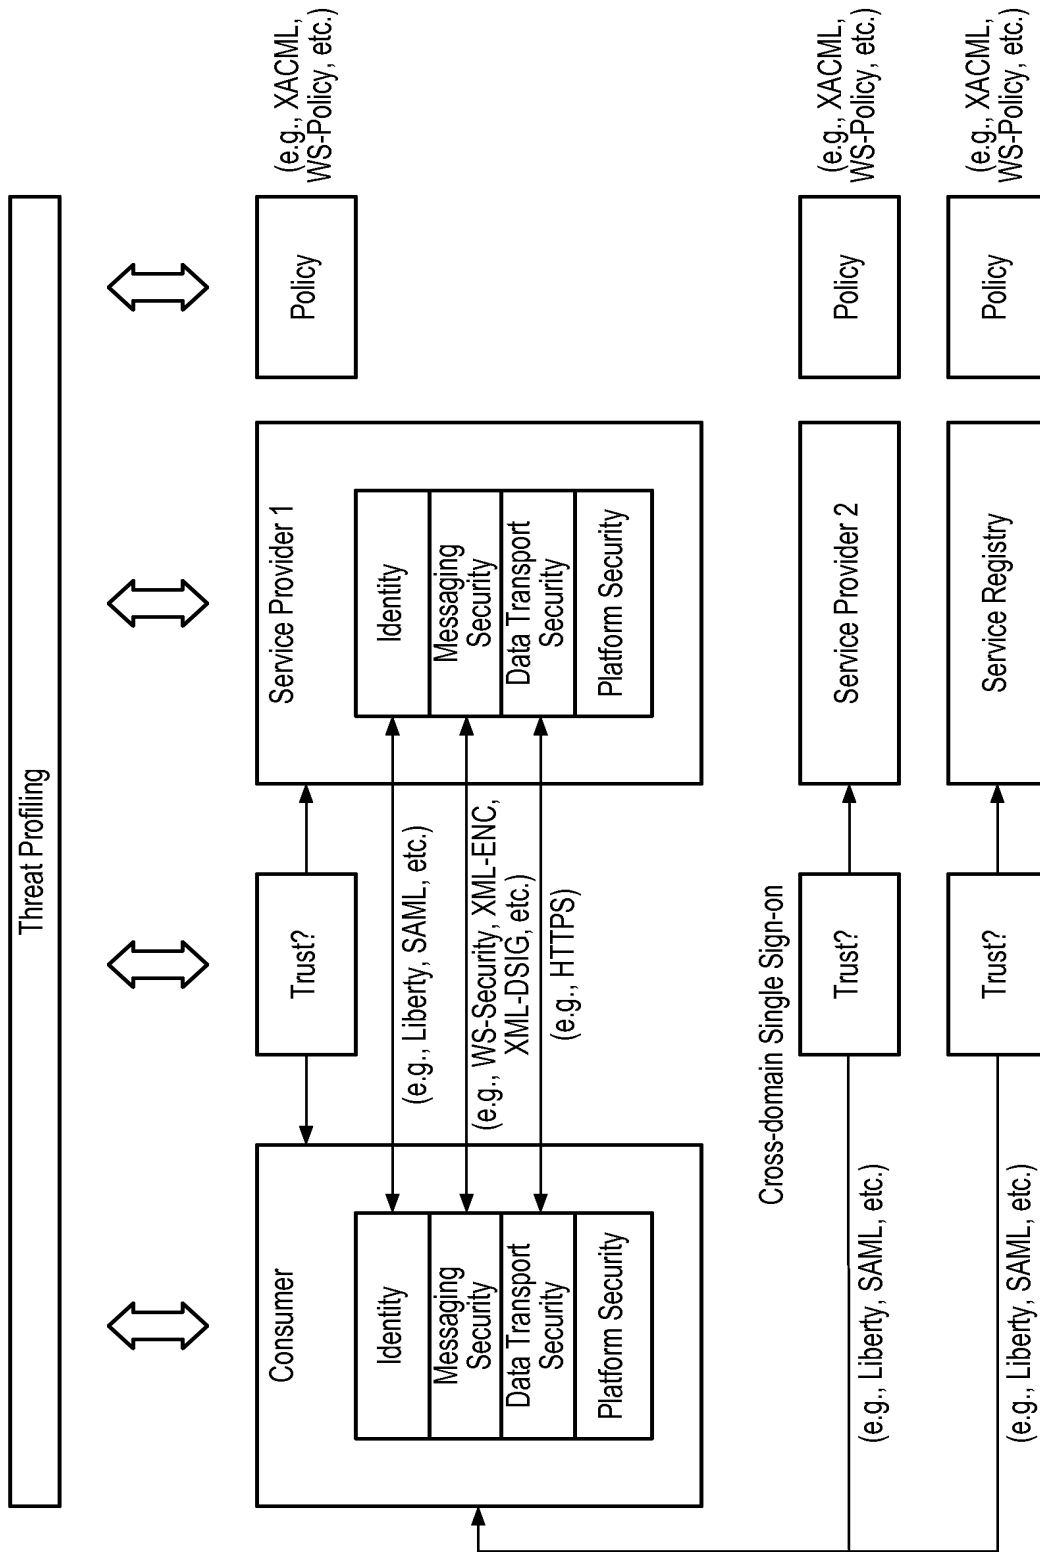 Threat Profiling
Consumer
Identity
Messaging
Security
Data Transport
Security
Platform Security
Trust?
(e.g., Liberty, SAML, etc.)
(e.g., WS-Security, XML-ENC,
XML-DSIG, etc.)
(e.g., HTTPS)
Service Provider 1
Identity
Messaging
Security
Data Transport
Security
Platform Security
Policy
(e.g., XACML,
WS-Policy, etc.)
Cross-domain Single Sign-on
(e.g., Liberty, SAML, etc.)
Trust?
Service Provider 2
Policy
(e.g., XACML,
WS-Policy, etc.)
(e.g., Liberty, SAML, etc.)
Trust?
Service Registry
Policy
(e.g., XACML,
WS-Policy, etc.)